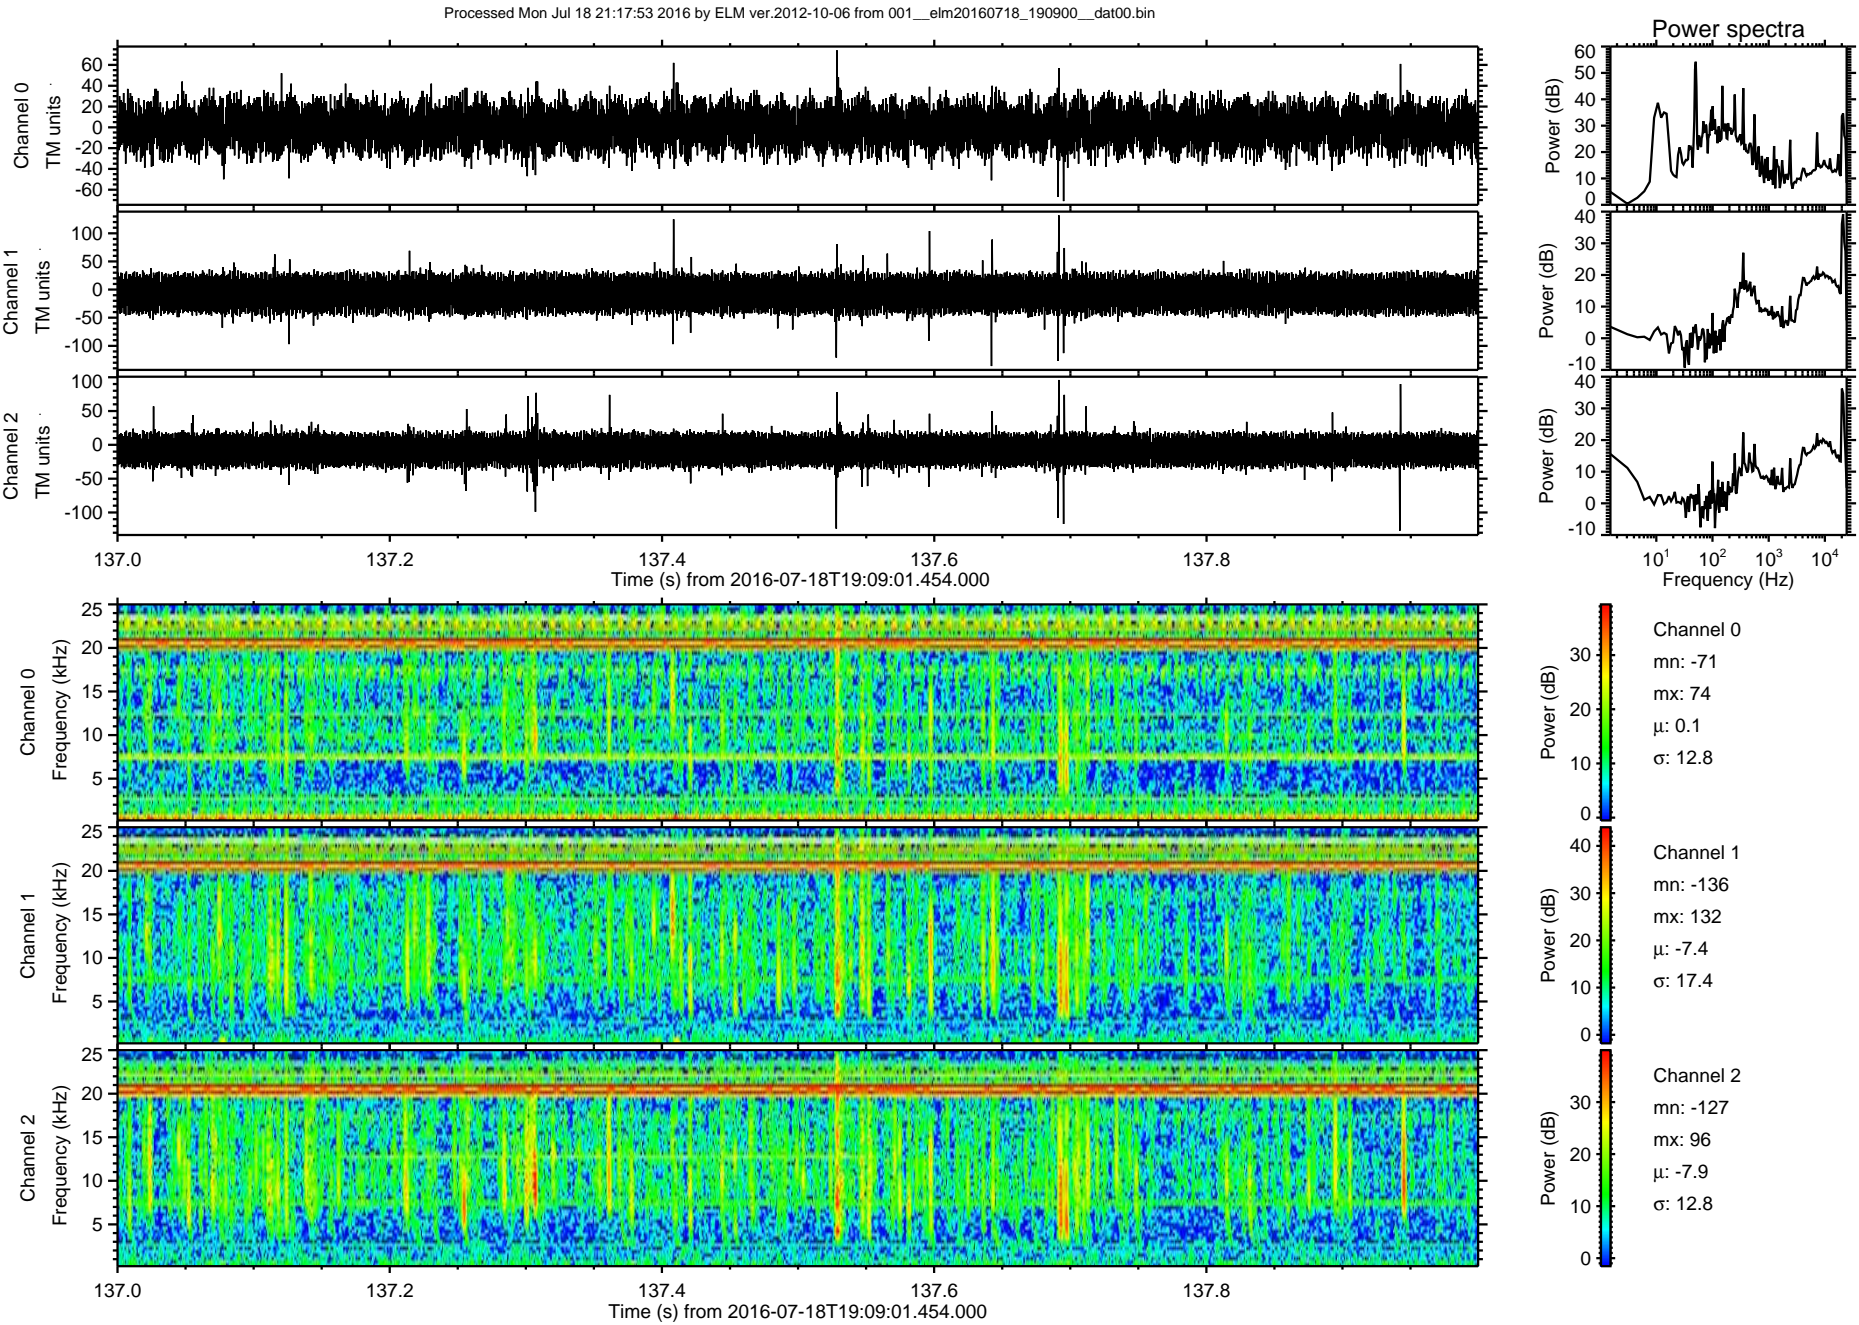 Processed Mon Jul 18 21:17:53 2016 by ELM ver.2012-10-06 from 001__elm20160718_190900__dat00.bin
Power spectra
Channel 0
TM units
60
40
20
0
-20
-40
-60
Power (dB)
60
50
40
30
20
10
0
Channel 1
TM units
100
50
0
-50
-100
Power (dB)
40
30
20
10
0
-10
Channel 2
TM units
100
50
0
-50
-100
Power (dB)
40
30
20
10
0
-10
137.0 137.2 137.4 137.6 137.8
Time (s) from 2016-07-18T19:09:01.454.000
10^1 10^2 10^3 10^4
Frequency (Hz)
Channel 0
Frequency (kHz)
25
20
15
10
5
Power (dB)
30
20
10
0
Channel 0
mn: -71
mx: 74
μ: 0.1
σ: 12.8
Channel 1
Frequency (kHz)
25
20
15
10
5
Power (dB)
40
30
20
10
0
Channel 1
mn: -136
mx: 132
μ: -7.4
σ: 17.4
Channel 2
Frequency (kHz)
25
20
15
10
5
Power (dB)
30
20
10
0
Channel 2
mn: -127
mx: 96
μ: -7.9
σ: 12.8
137.0 137.2 137.4 137.6 137.8
Time (s) from 2016-07-18T19:09:01.454.000